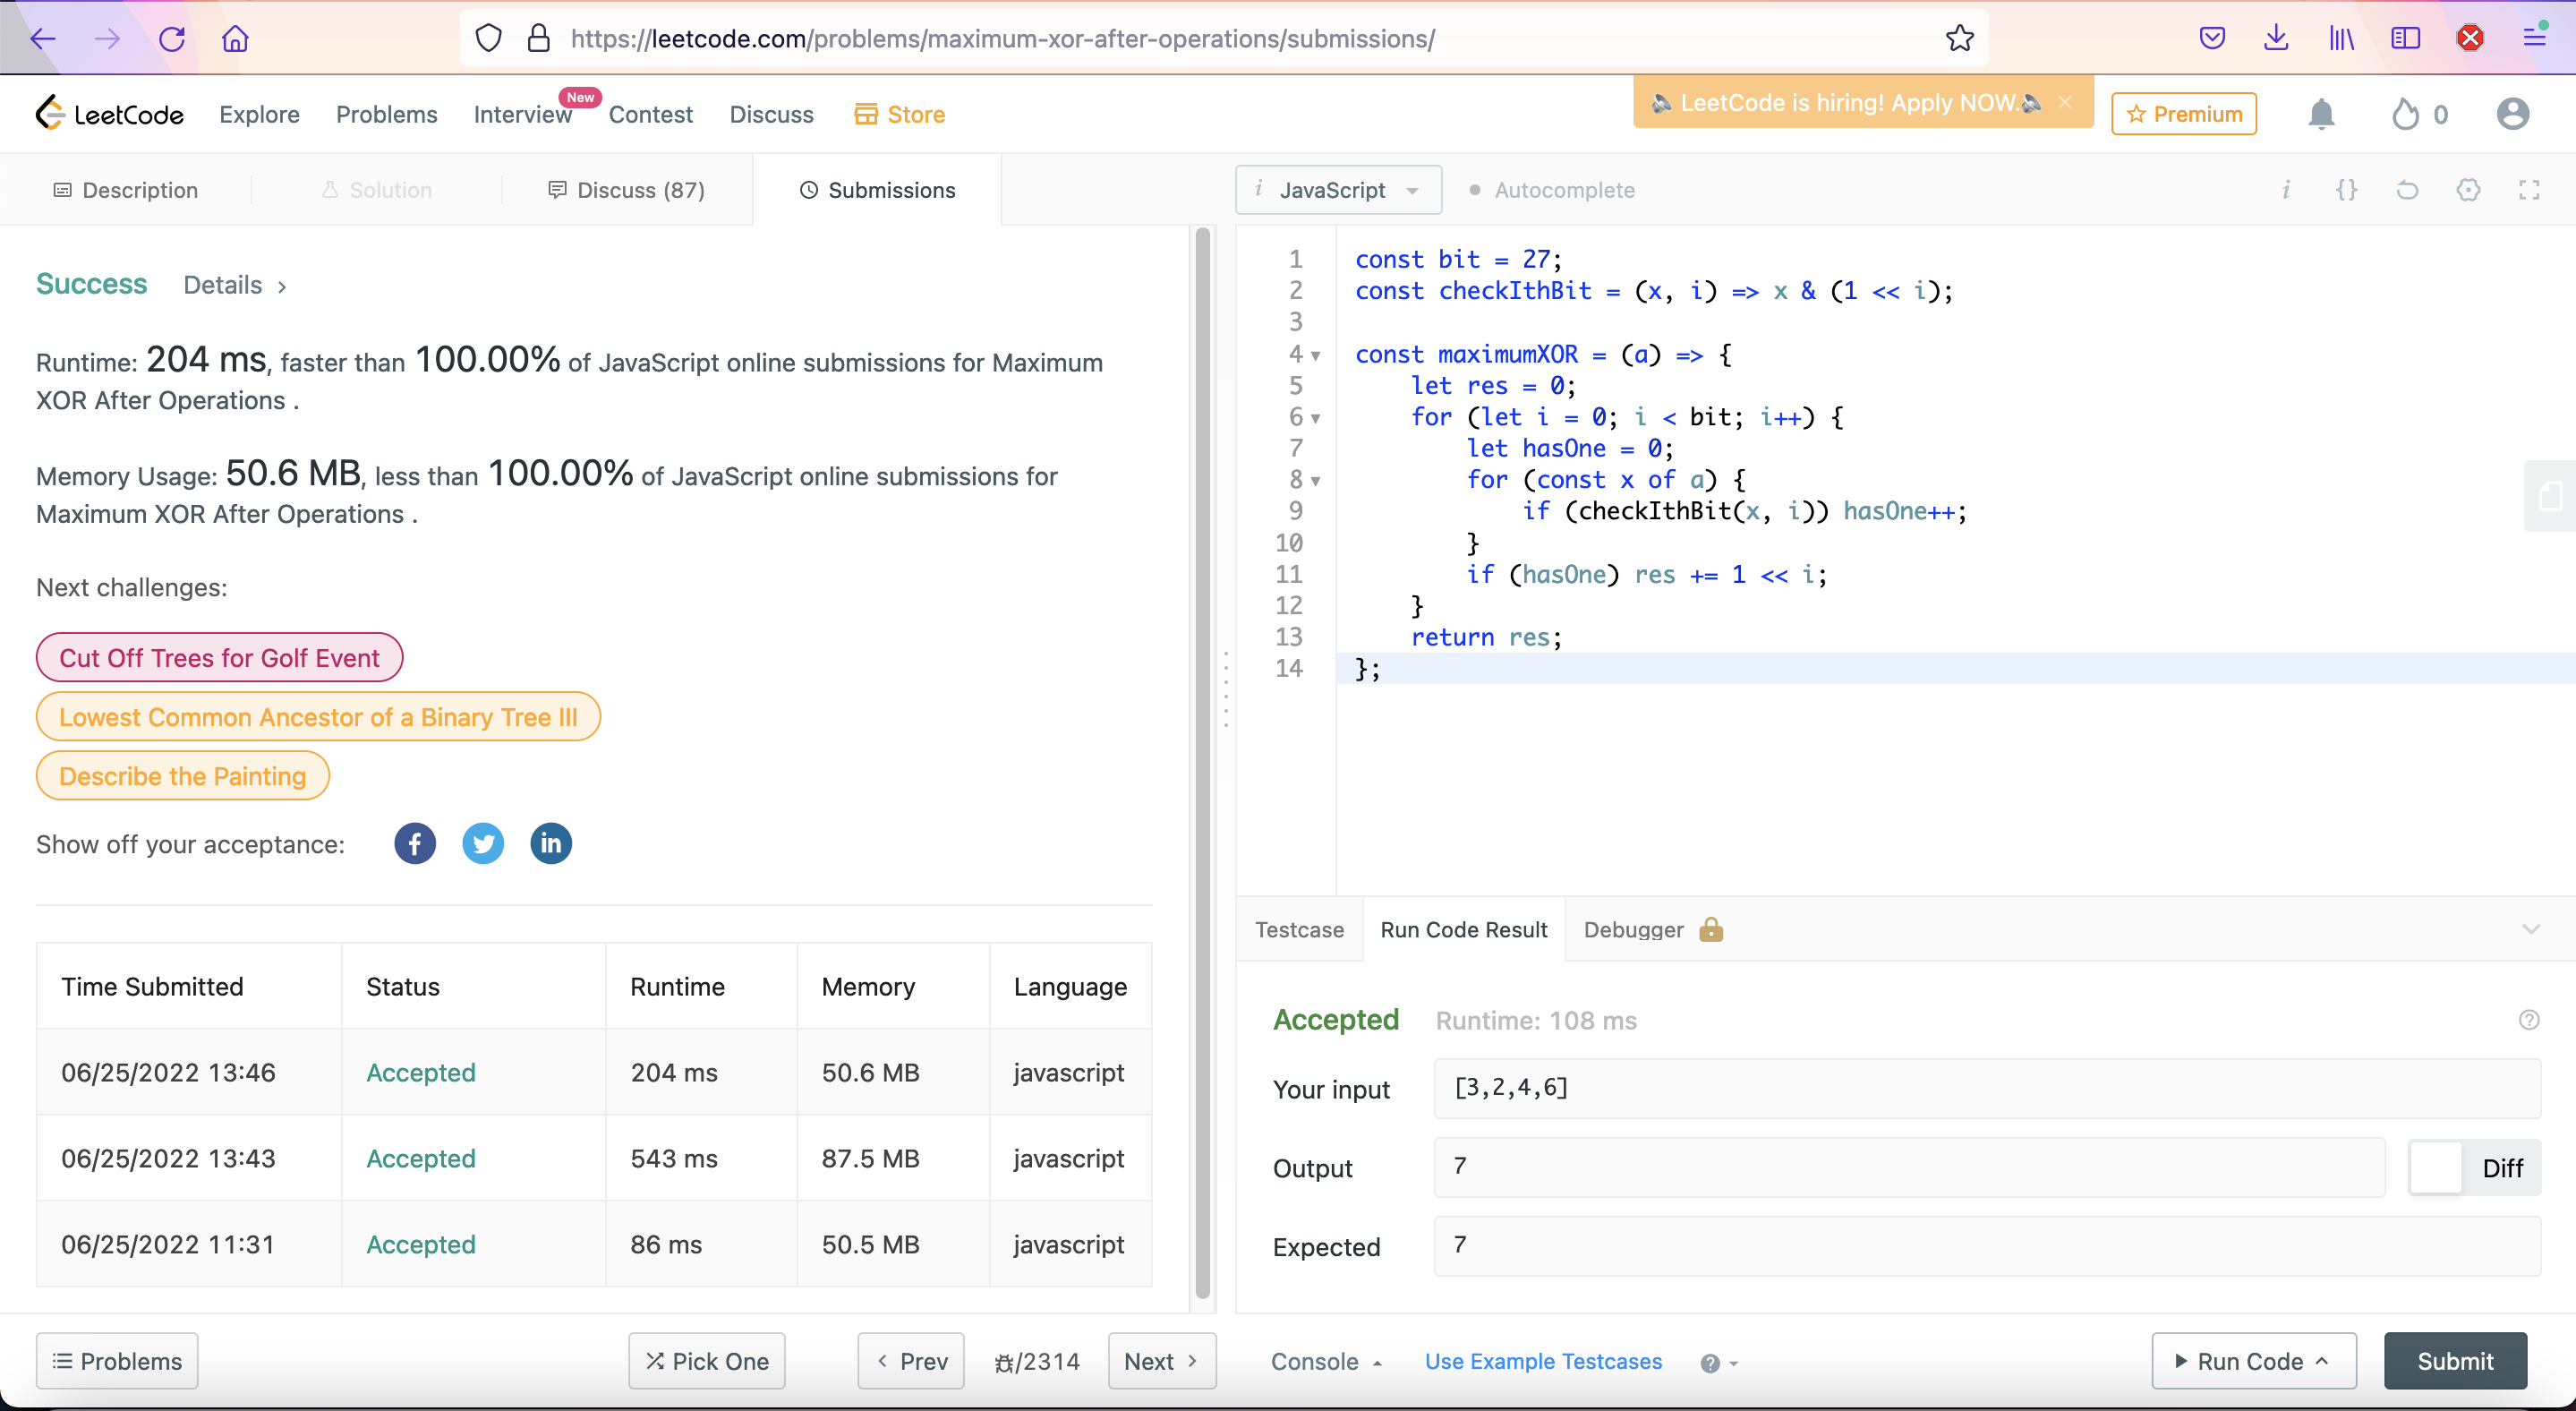 https://leetcode.com/problems/maximum-xor-after-operations/submissions/
LeetCode Explore Problems Interview New Contest Discuss Store LeetCode is hiring! Apply NOW. Premium 0
Description Solution Discuss (87) Submissions
i JavaScript Autocomplete i {}
Success Details
Runtime: 204 ms, faster than 100.00% of JavaScript online submissions for Maximum
XOR After Operations .
Memory Usage: 50.6 MB, less than 100.00% of JavaScript online submissions for
Maximum XOR After Operations .
Next challenges:
Cut Off Trees for Golf Event
Lowest Common Ancestor of a Binary Tree III
Describe the Painting
Show off your acceptance: f in
Time Submitted Status Runtime Memory Language
06/25/2022 13:46 Accepted 204 ms 50.6 MB javascript
06/25/2022 13:43 Accepted 543 ms 87.5 MB javascript
06/25/2022 11:31 Accepted 86 ms 50.5 MB javascript
Problems Pick One Prev /2314 Next
1 const bit = 27;
2 const checkIthBit = (x, i) => x & (1 << i);
3
4 const maximumXOR = (a) => {
5 let res = 0;
6 for (let i = 0; i < bit; i++) {
7 let hasOne = 0;
8 for (const x of a) {
9 if (checkIthBit(x, i)) hasOne++;
10 }
11 if (hasOne) res += 1 << i;
12 }
13 return res;
14 };
Testcase Run Code Result Debugger
Accepted Runtime: 108 ms ?
Your input [3,2,4,6]
Output 7 Diff
Expected 7
Console Use Example Testcases ? Run Code Submit